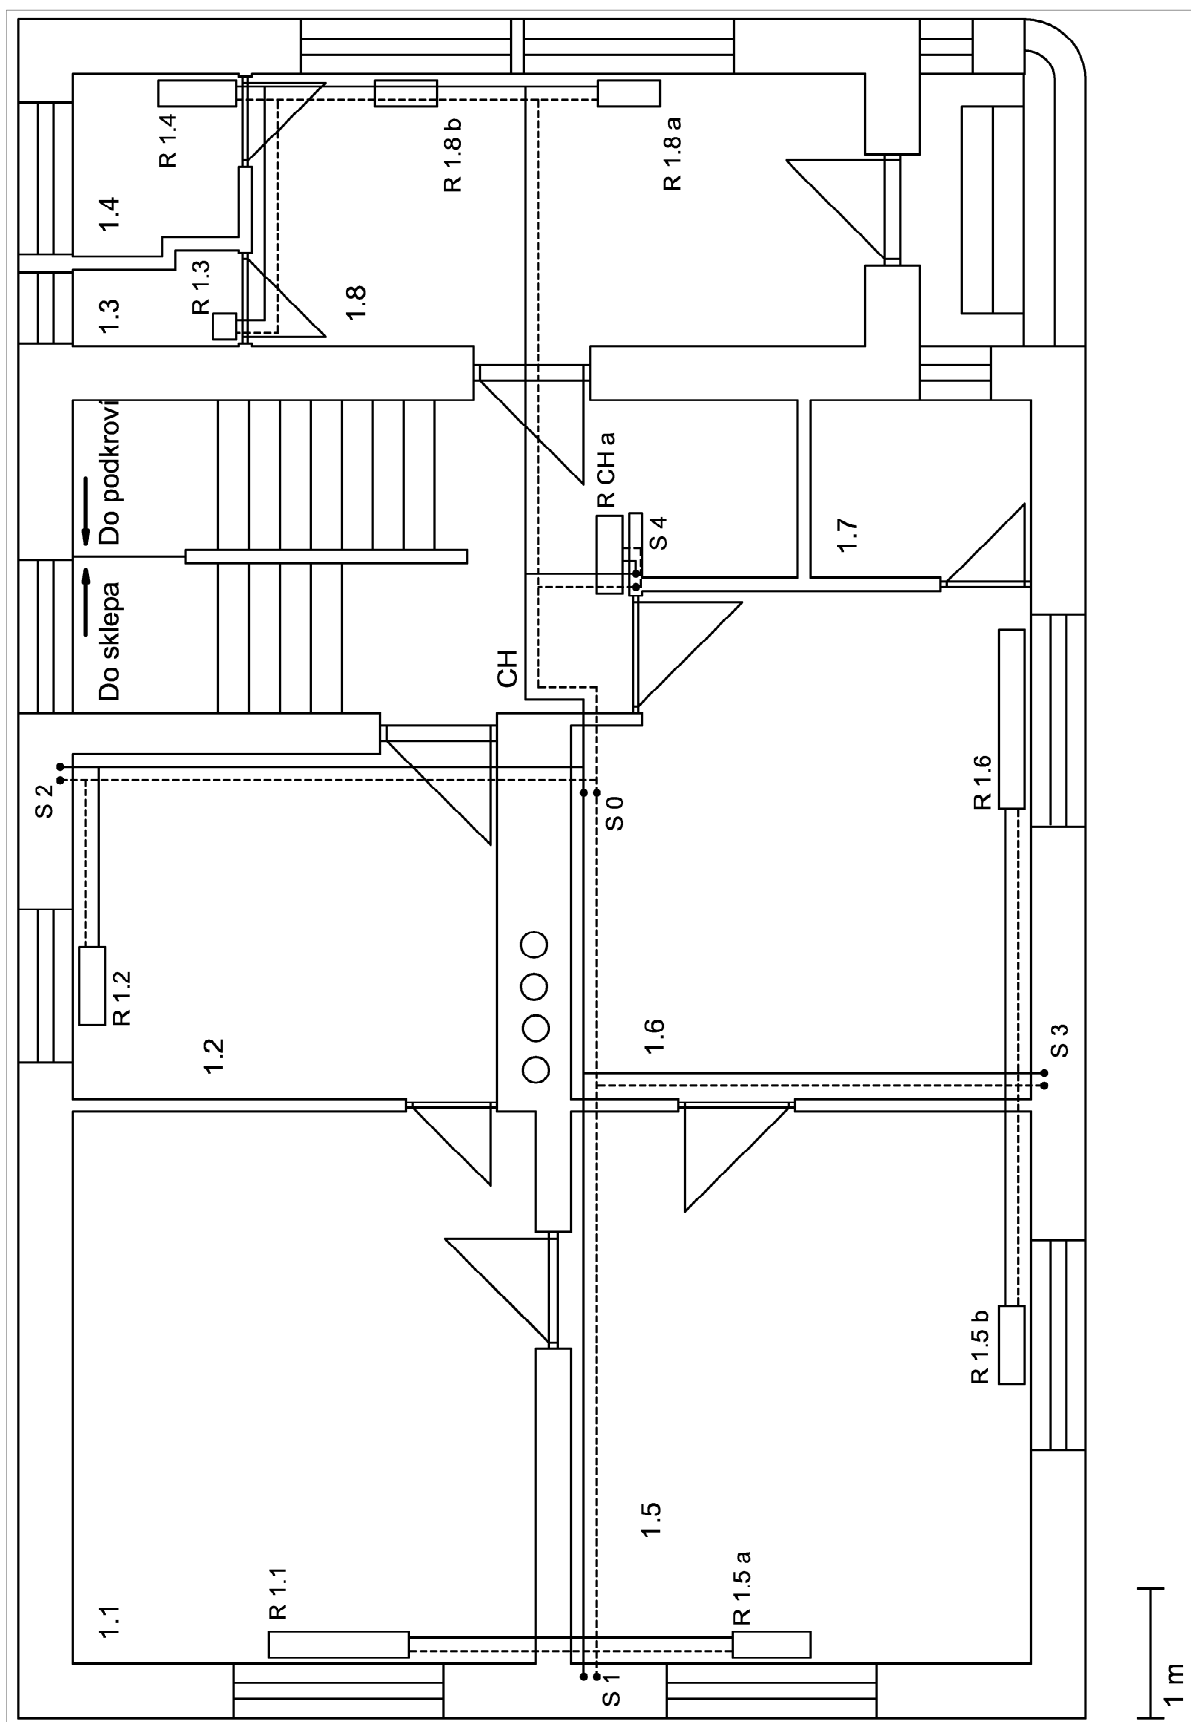 R 1.4
R 1.8 b
R 1.8 a
1.4
R 1.3
1.3
1.8
Do podkroví
R CH a
S 4
1.7
Do sklepa
CH
S 2
S 0
R 1.6
R 1.2
1.2
1.6
S 3
R 1.5 b
1.5
R 1.1
R 1.5 a
1.1
S 1
1 m